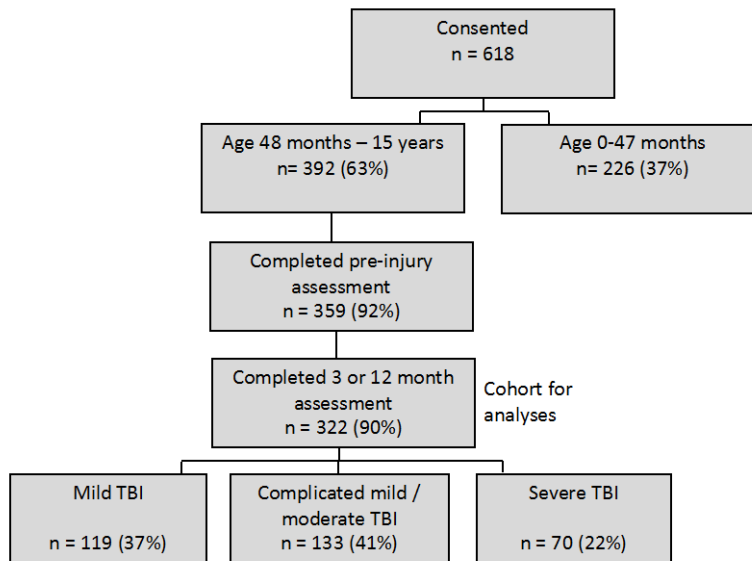 Consented
n = 618
Age 48 months – 15 years
n= 392 (63%)
Age 0-47 months
n= 226 (37%)
Completed pre-injury
assessment
n = 359 (92%)
Completed 3 or 12 month
assessment
n = 322 (90%)
Cohort for
analyses
Mild TBI
n = 119 (37%)
Complicated mild /
moderate TBI
n = 133 (41%)
Severe TBI
n = 70 (22%)